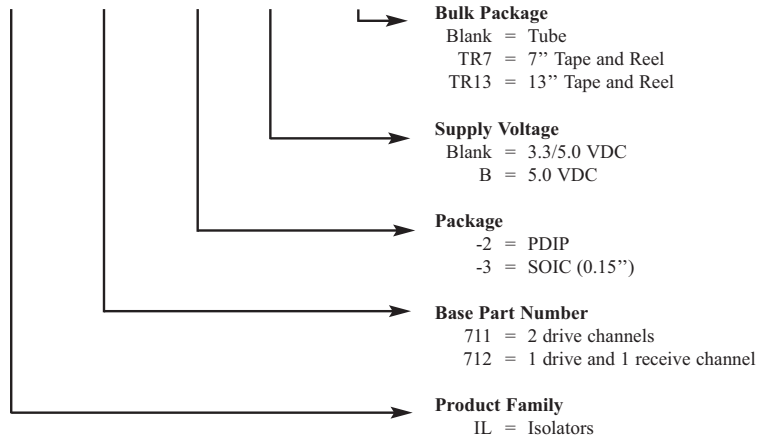 Bulk Package
Blank = Tube
TR7 = 7’’ Tape and Reel
TR13 = 13’’ Tape and Reel
Supply Voltage
Blank = 3.3/5.0 VDC
B = 5.0 VDC
Package
-2 = PDIP
-3 = SOIC (0.15’’)
Base Part Number
711 = 2 drive channels
712 = 1 drive and 1 receive channel
Product Family
IL = Isolators